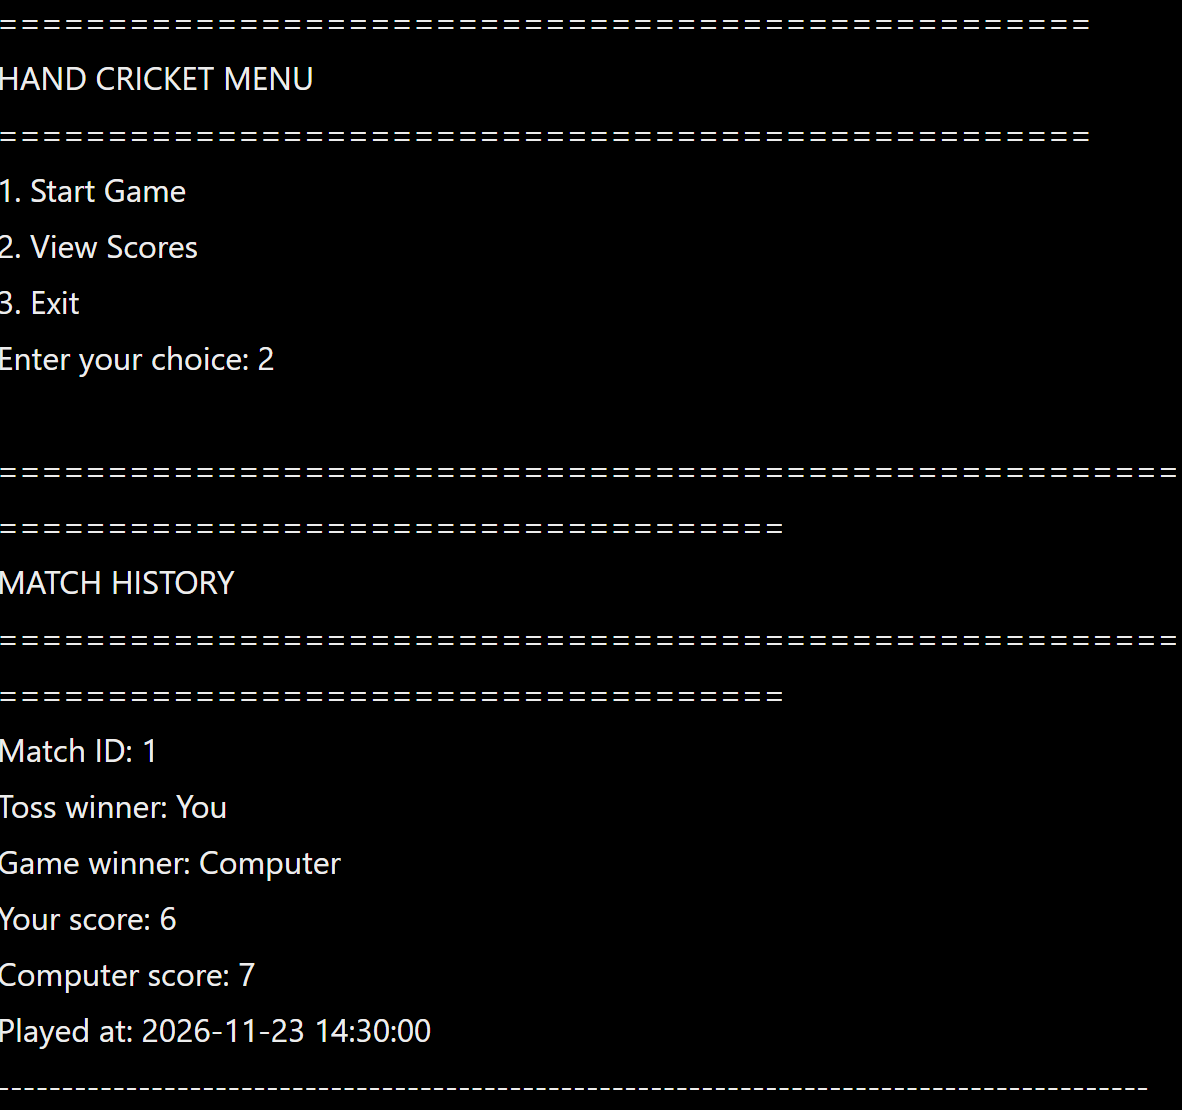 ==================================================
HAND CRICKET MENU
==================================================
1. Start Game
2. View Scores
3. Exit
Enter your choice: 2
======================================================
====================================
MATCH HISTORY
======================================================
====================================
Match ID: 1
Toss winner: You
Game winner: Computer
Your score: 6
Computer score: 7
Played at: 2026-11-23 14:30:00
------------------------------------------------------------------------------------------